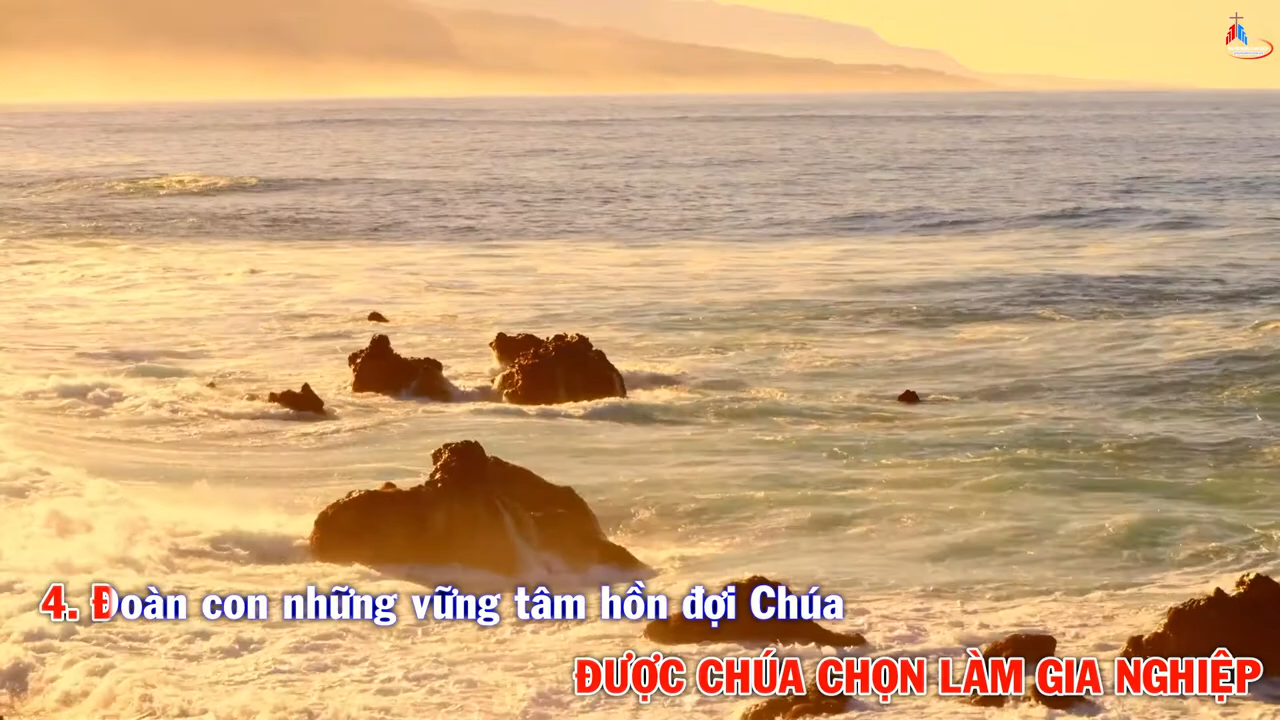 4. Đoàn con những vững tâm hồn đợi Chúa
ĐƯỢC CHÚA CHỌN LÀM GIA NGHIỆP